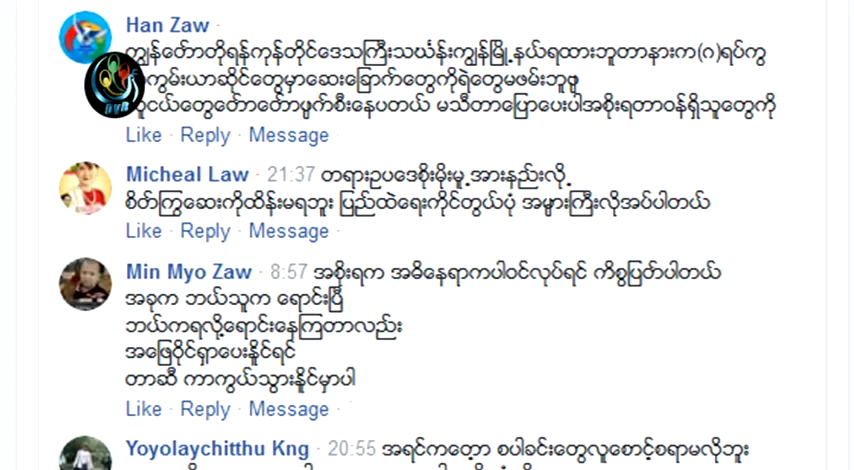 Han Zaw ·
ကျွန်တော်တို့ရန်ကုန်တိုင်ဒေသကြီးသင်္ဃန်းကျွန်မြို့နယ်ရထားဘူတာနားက(ဂ)ရပ်ကွ
ကွမ်းယာဆိုင်တွေမှာဆေးခြောက်တွေကိုရဲတွေမဖမ်းဘူးဗျ
လူငယ်တွေတော်တော်ဖျက်စီးနေပါတယ် မသိတာပြောပေးပါအစိုးရတာဝန်ရှိသူတွေကို
Like · Reply · Message
Micheal Law · 21:37 တရားဥပဒေစိုးမိုးမှု့အားနည်းလို့
စိတ်ကြွဆေးကိုထိန်းမရဘူး ပြည်ထဲရေးကိုင်တွယ်ပုံ အမှားကြီးလိုအပ်ပါတယ်
Like · Reply · Message ·
Min Myo Zaw · 8:57 အစိုးရက အဓိနေရာကပါဝင်လုပ်ရင် ကိစ္စပြတ်ပါတယ်
အခုက ဘယ်သူက ရောင်းပြီ
ဘယ်ကရလို့ရောင်းနေကြတာလည်း
အဖြေပိုင်ရှာပေးနိုင်ရင်
တာဆီ ကာကွယ်သွားနိုင်မှာပါ
Like · Reply · Message ·
Yoyolaychitthu Kng · 20:55 အရင်ကတော့ စပါခင်းတွေလူစောင့်စရာမလိုဘူး